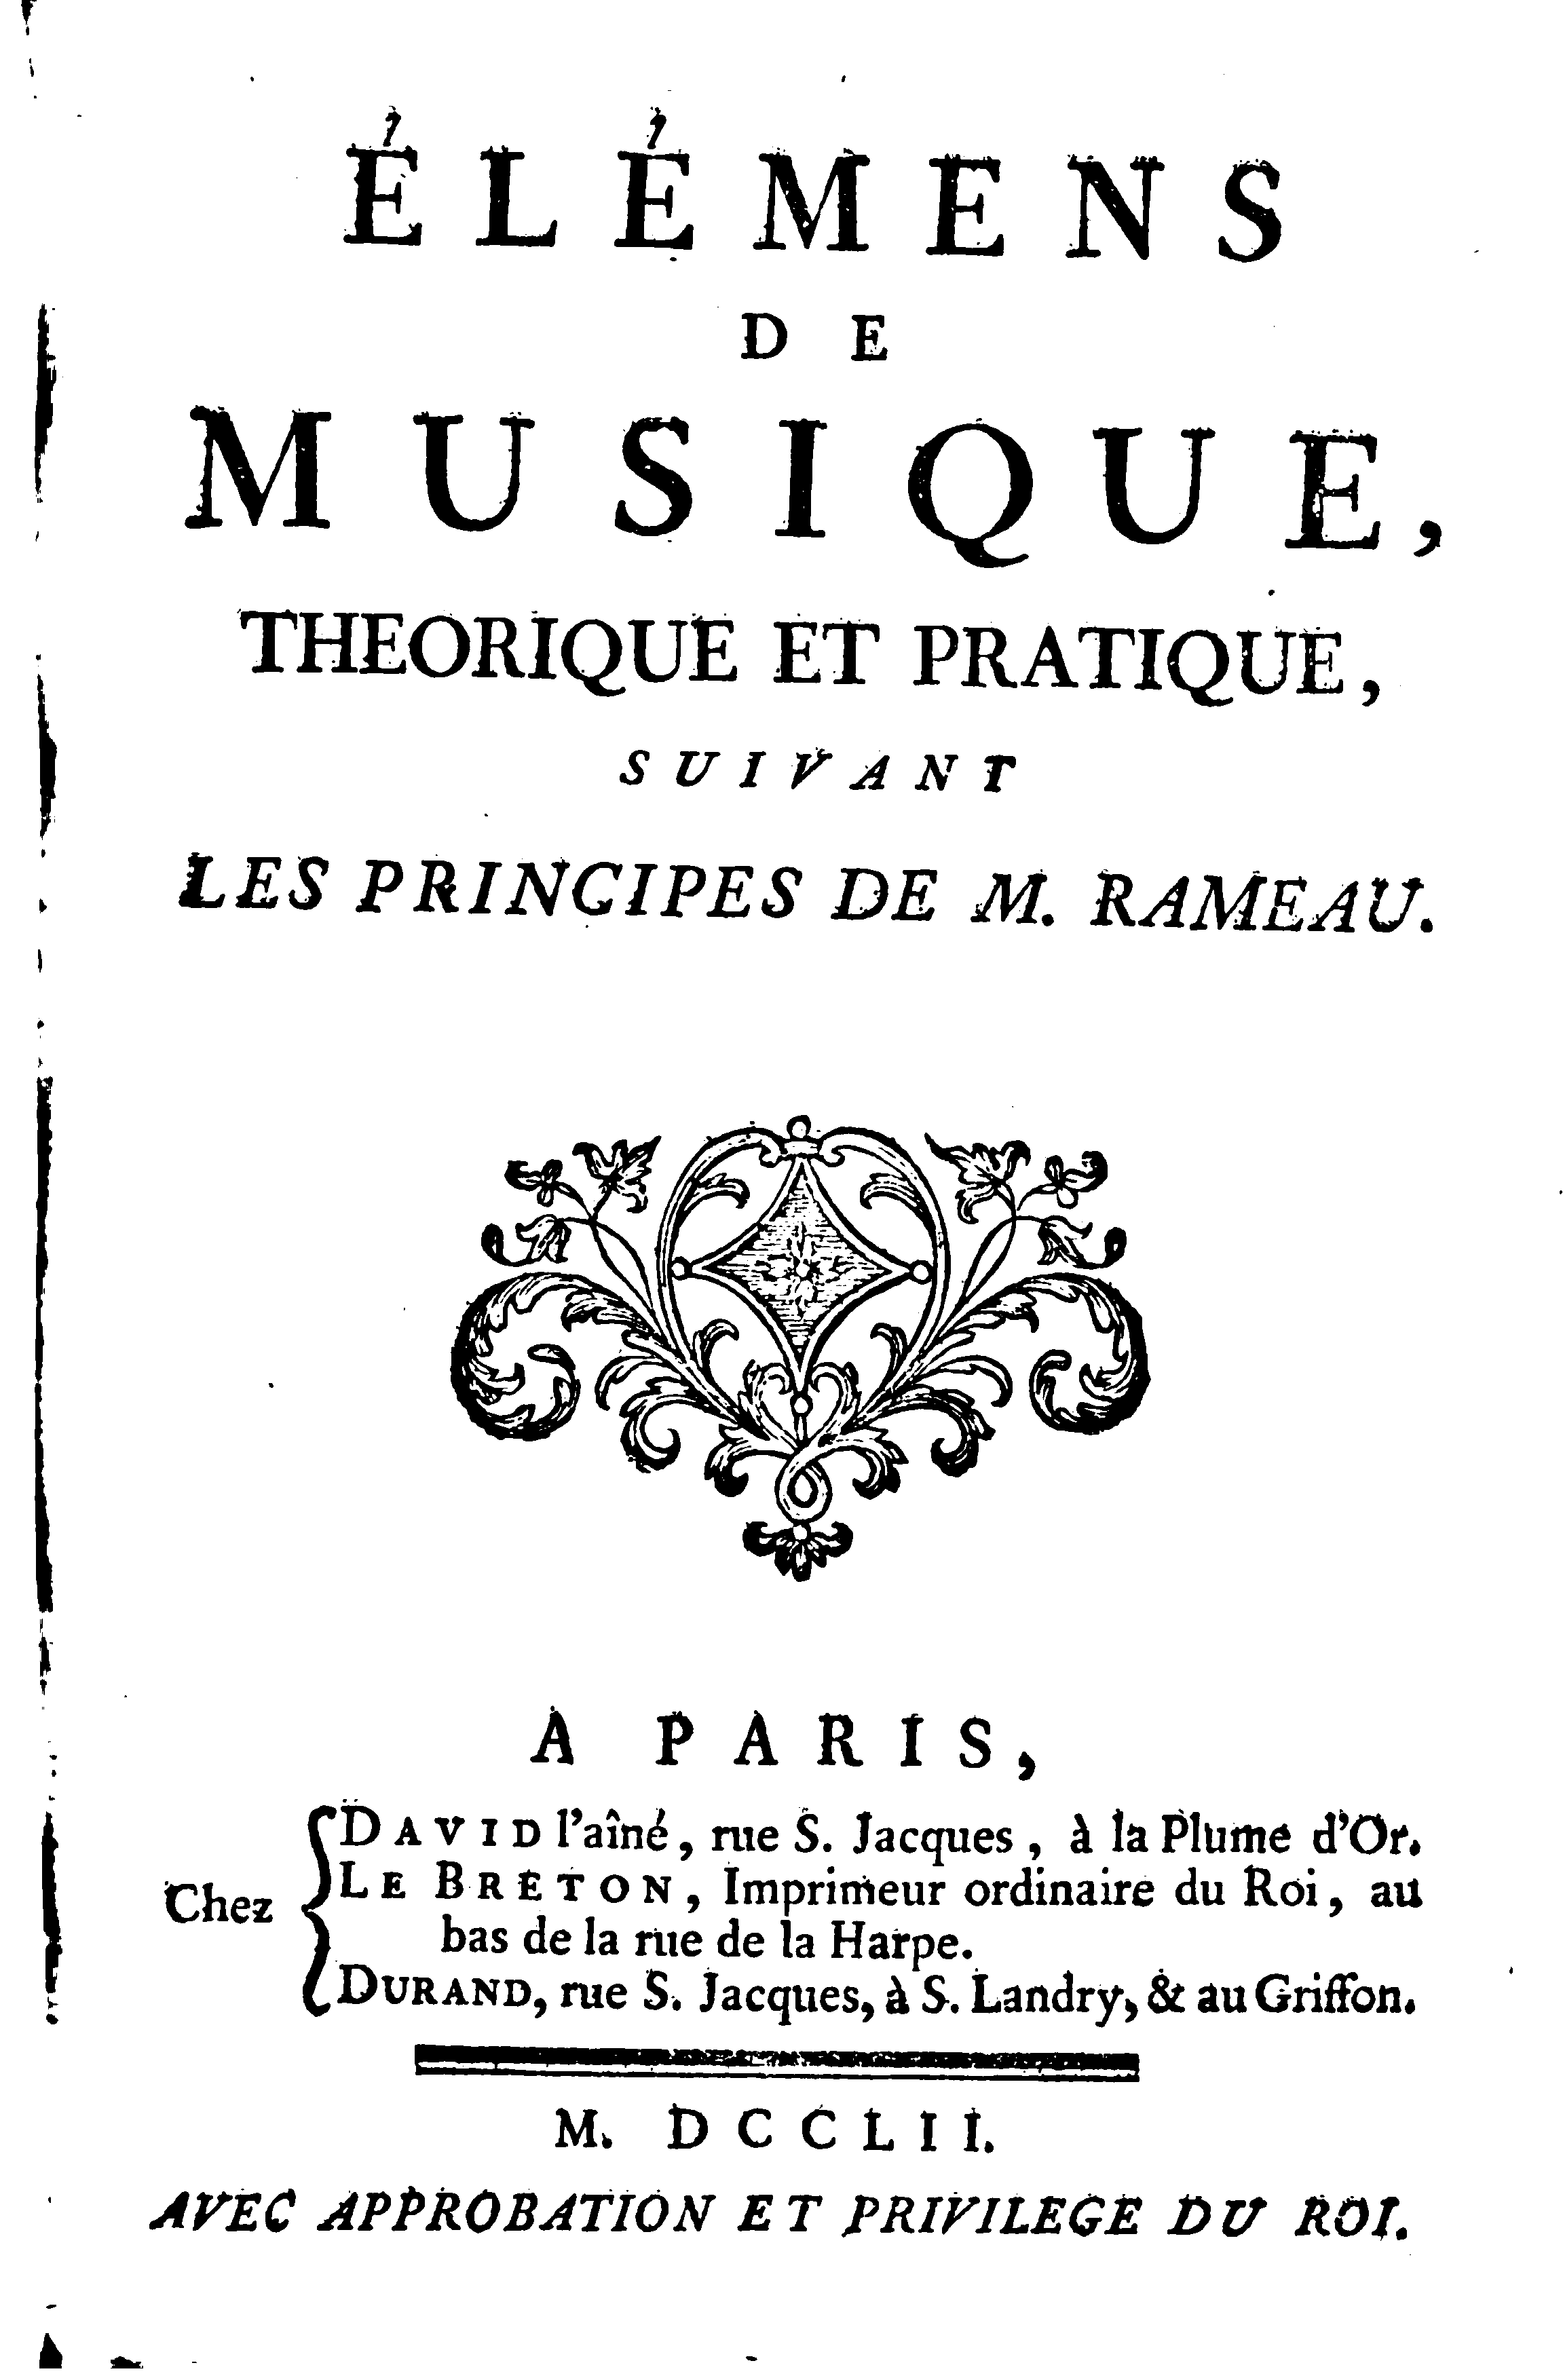 ÉLÉMENS
DE
MUSIQUE,
THEORIQUE ET PRATIQUE,
SUIVANT
LES PRINCIPES DE M. RAMEAU.
A PARIS,
Chez
DAVID l'aîné, rue S. Jacques, à la Plume d'Or.
LE BRETON, Imprimeur ordinaire du Roi, au
bas de la rue de la Harpe.
DURAND, rue S. Jacques, à S. Landry, & au Griffon.
M. DCCLII.
AVEC APPROBATION ET PRIVILEGE DU ROI.